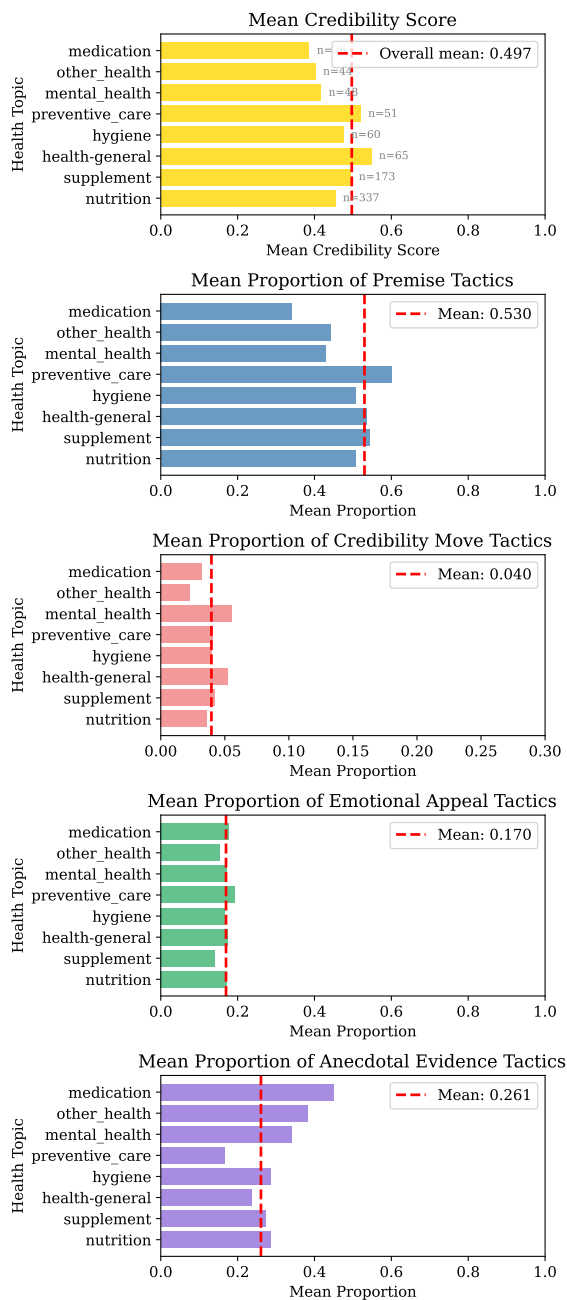 Mean Credibility Score
Health Topic
medication
other_health
mental_health
preventive_care
hygiene
health-general
supplement
nutrition
n=44
n=48
n=51
n=60
n=65
n=173
n=337
Overall mean: 0.497
0.0 0.2 0.4 0.6 0.8 1.0
Mean Credibility Score
Mean Proportion of Premise Tactics
Health Topic
medication
other_health
mental_health
preventive_care
hygiene
health-general
supplement
nutrition
Mean: 0.530
0.0 0.2 0.4 0.6 0.8 1.0
Mean Proportion
Mean Proportion of Credibility Move Tactics
Health Topic
medication
other_health
mental_health
preventive_care
hygiene
health-general
supplement
nutrition
Mean: 0.040
0.00 0.05 0.10 0.15 0.20 0.25 0.30
Mean Proportion
Mean Proportion of Emotional Appeal Tactics
Health Topic
medication
other_health
mental_health
preventive_care
hygiene
health-general
supplement
nutrition
Mean: 0.170
0.0 0.2 0.4 0.6 0.8 1.0
Mean Proportion
Mean Proportion of Anecdotal Evidence Tactics
Health Topic
medication
other_health
mental_health
preventive_care
hygiene
health-general
supplement
nutrition
Mean: 0.261
0.0 0.2 0.4 0.6 0.8 1.0
Mean Proportion